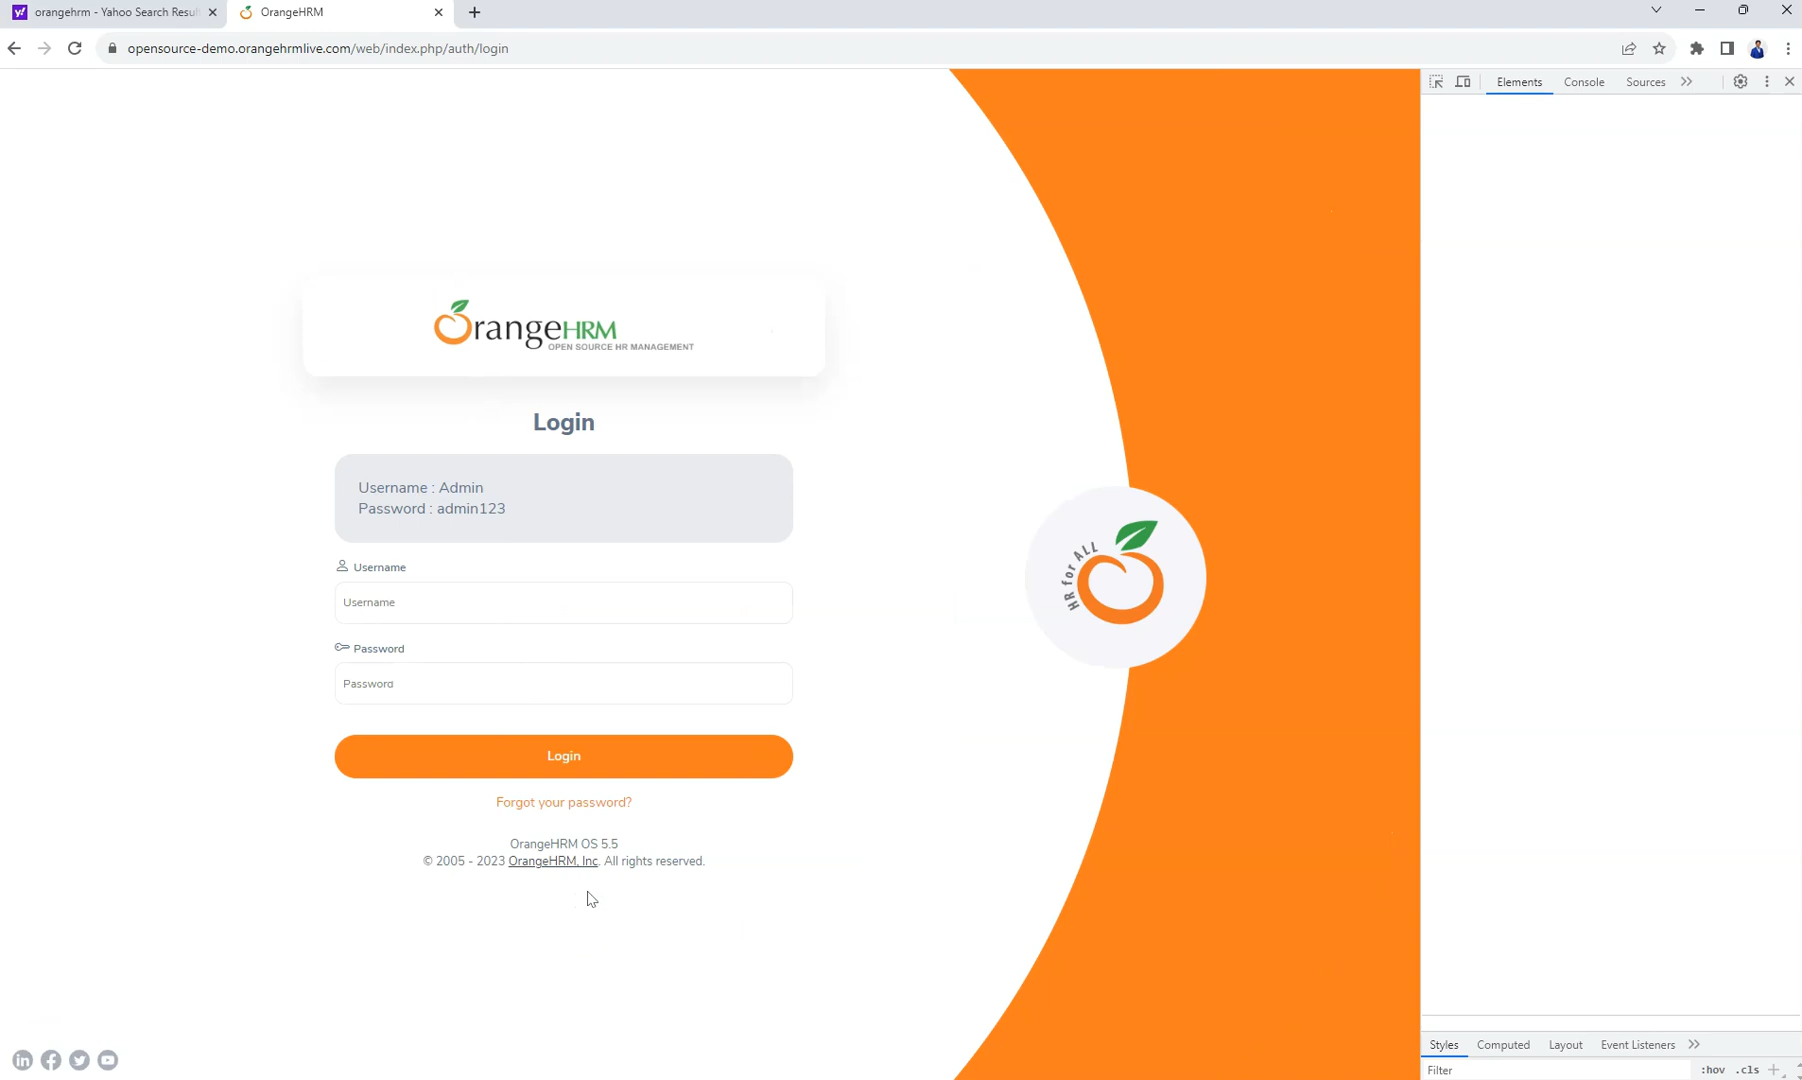 orangehrm - Yahoo Search Resul
OrangeHRM
opensource-demo.orangehrmlive.com/web/index.php/auth/login
Elements
Console
Sources
OrangeHRM
OPEN SOURCE HR MANAGEMENT
Login
Username : Admin
Password : admin123
Username
Username
Password
Password
Login
Forgot your password?
OrangeHRM OS 5.5
© 2005 - 2023 OrangeHRM, Inc. All rights reserved.
HR for ALL
Styles
Computed
Layout
Event Listeners
Filter
:hov .cls